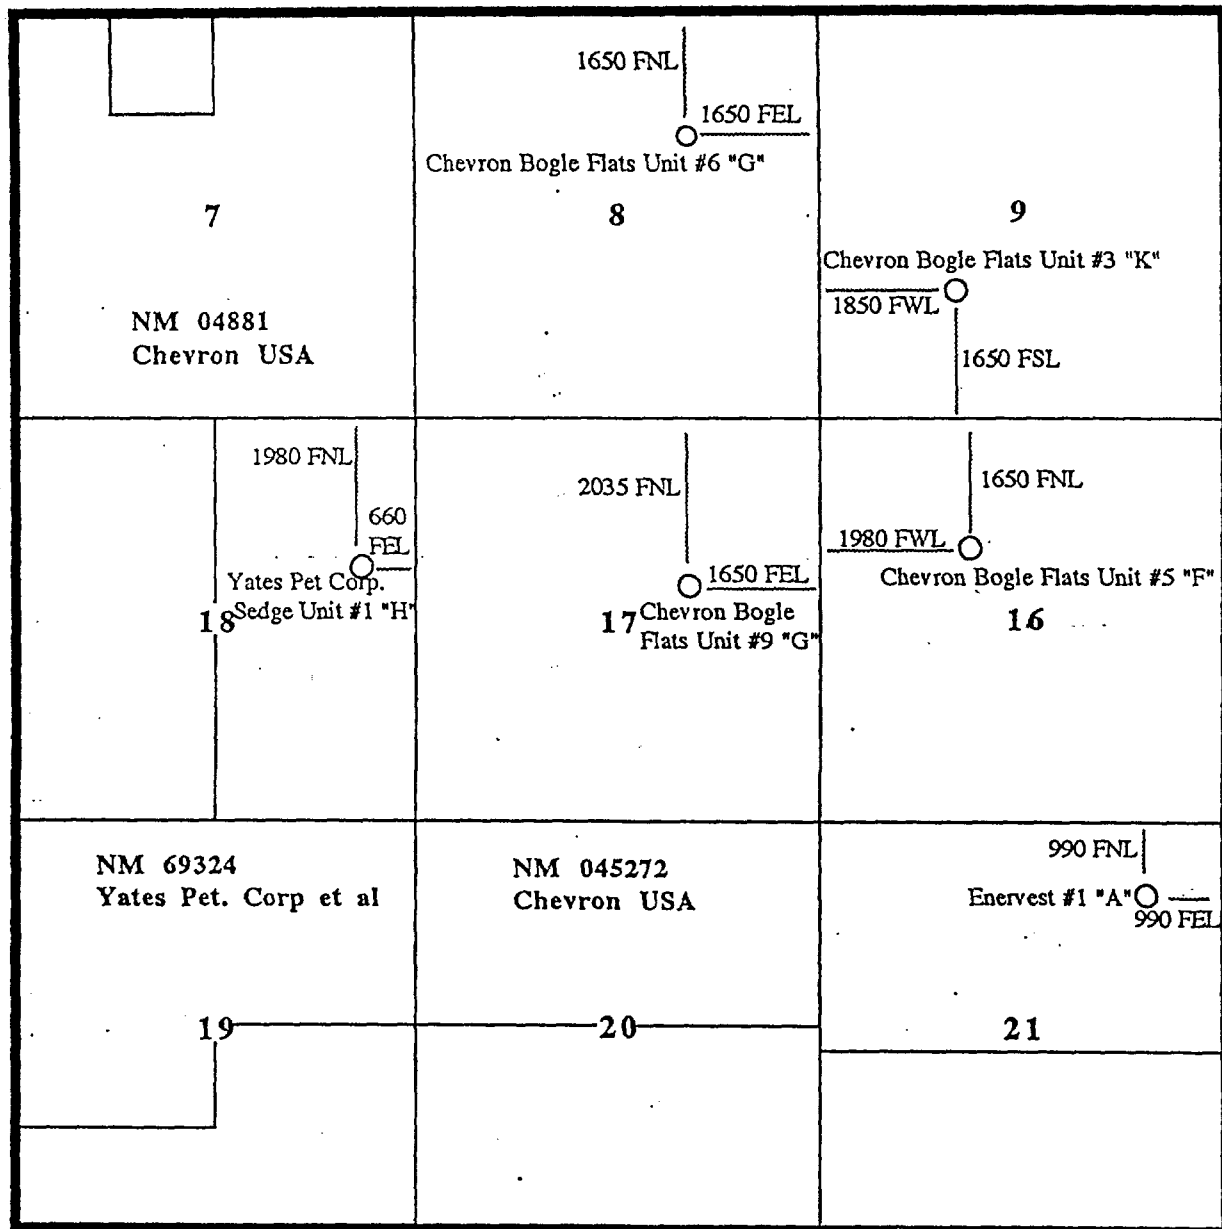 1650 FNL
1650 FEL
Chevron Bogle Flats Unit #6 "G"
7
8
9
Chevron Bogle Flats Unit #3 "K"
1850 FWL
1650 FSL
NM 04881
Chevron USA
1980 FNL
660
FEL
Yates Pet Corp.
Sedge Unit #1 "H"
18
2035 FNL
1650 FEL
17
Chevron Bogle
Flats Unit #9 "G"
1650 FNL
1980 FWL
Chevron Bogle Flats Unit #5 "F"
16
NM 69324
Yates Pet. Corp et al
NM 045272
Chevron USA
990 FNL
Enervest #1 "A"
990 FEL
19
20
21